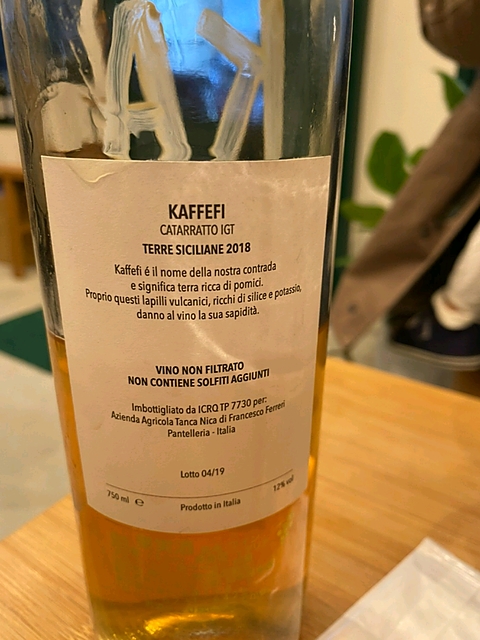 KAFFEFI
CATARRATTO IGT
TERRE SICILIANE 2018
Kaffefi é il nome della nostra contrada
e significa terra ricca di pomici.
Proprio questi lapilli vulcanici, ricchi di silice e potassio,
danno al vino la sua sapidità.
VINO NON FILTRATO
NON CONTIENE SOLFITI AGGIUNTI
Imbottigliato da ICRQ TP 7730 per:
Azienda Agricola Tanca Nica di Francesco Ferreri
Pantelleria - Italia
Lotto 04/19
750 ml ℮ Prodotto in Italia 12% vol